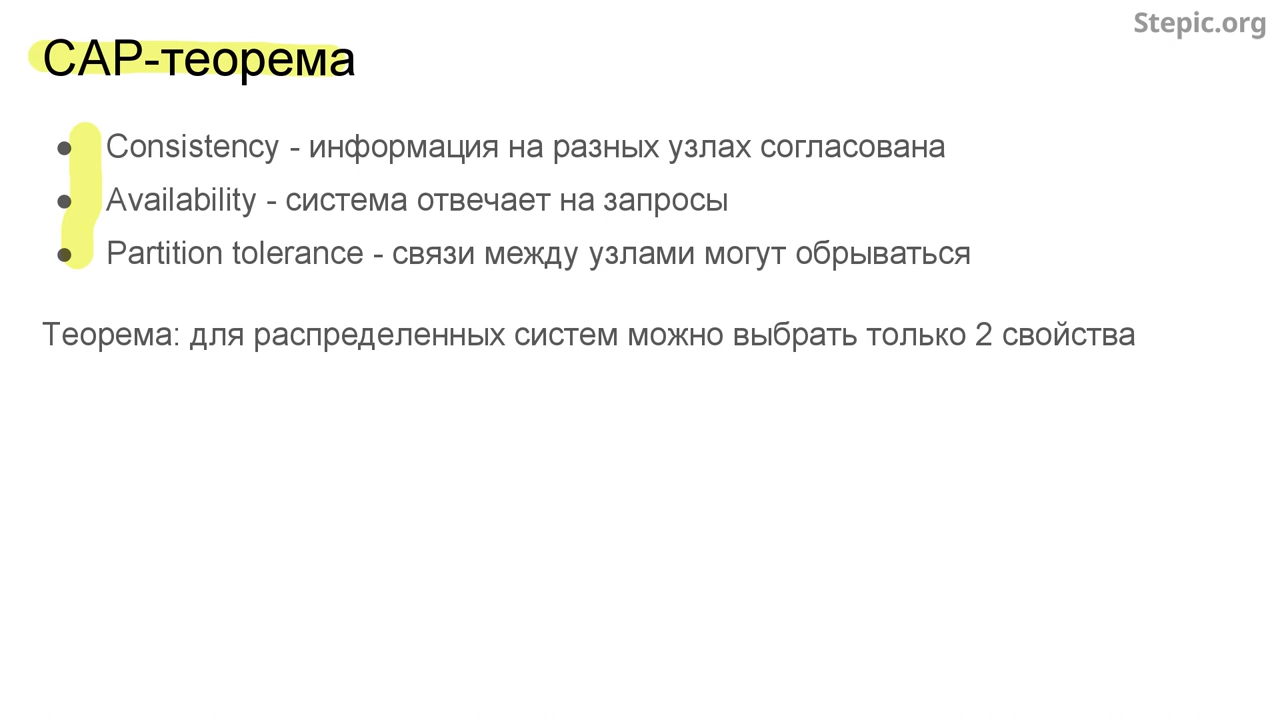 Stepic.org
CAP-теорема
● Consistency - информация на разных узлах согласована
● Availability - система отвечает на запросы
● Partition tolerance - связи между узлами могут обрываться
Теорема: для распределенных систем можно выбрать только 2 свойства